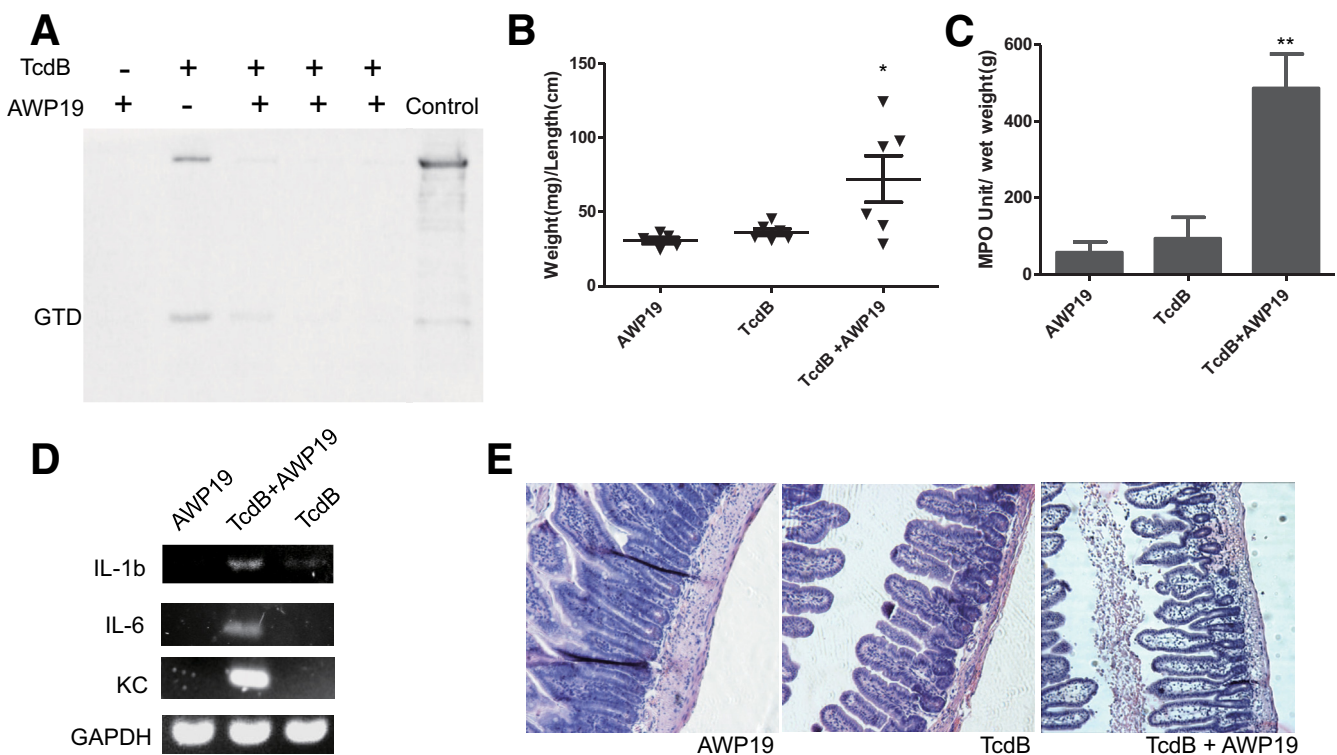 A
TcdB - + + + +
AWP19 + - + + + Control
GTD
B
Weight(mg)/Length(cm)
150
100
50
0
*
AWP19
TcdB
TcdB +AWP19
C
MPO Unit/ wet weight(g)
600
400
200
0
**
AWP19
TcdB
TcdB+AWP19
D
AWP19
TcdB+AWP19
TcdB
IL-1b
IL-6
KC
GAPDH
E
AWP19
TcdB
TcdB + AWP19